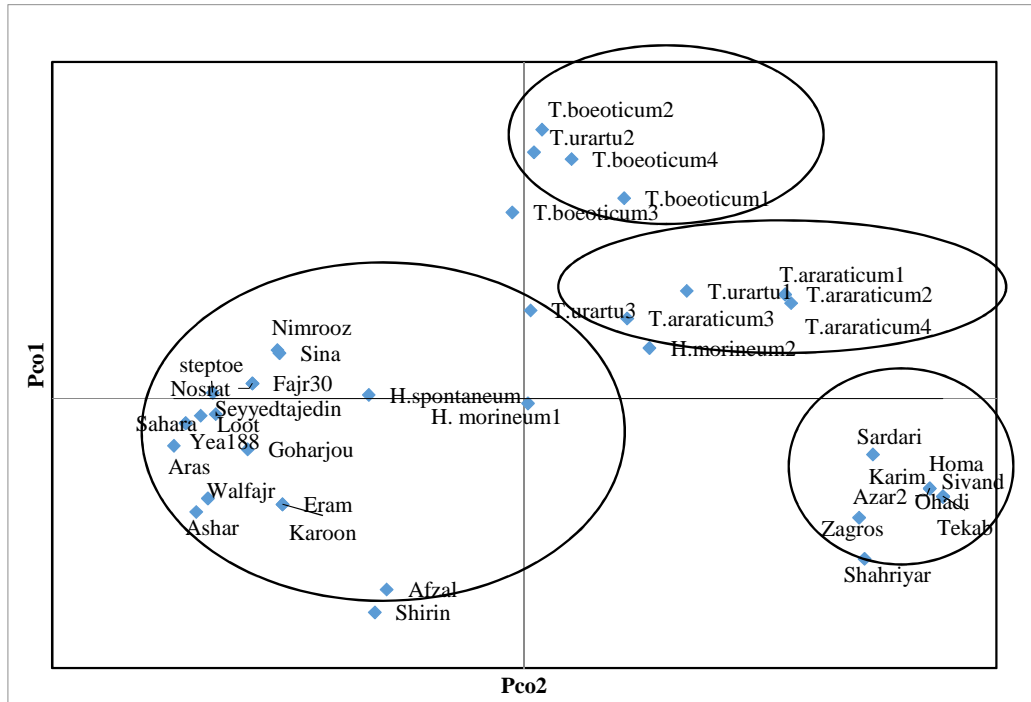 T.boeoticum2
T.urartu2
T.boeoticum4
T.boeoticum1
T.boeoticum3
T.araraticum1
T.urartu1
T.araraticum2
T.urartu3
T.araraticum3
T.araraticum4
Nimrooz
H.morineum2
Sina
steptoe
Nosrat
Fajr30
H.spontaneum
Seyyedtajedin
H. morineum1
Sahara
Loot
Yea188
Goharjou
Aras
Sardari
Homa
Karim
Sivand
Walfajr
Eram
Azar2
Ohadi
Ashar
Karoon
Zagros
Tekab
Shahriyar
Afzal
Shirin
Pco1
Pco2